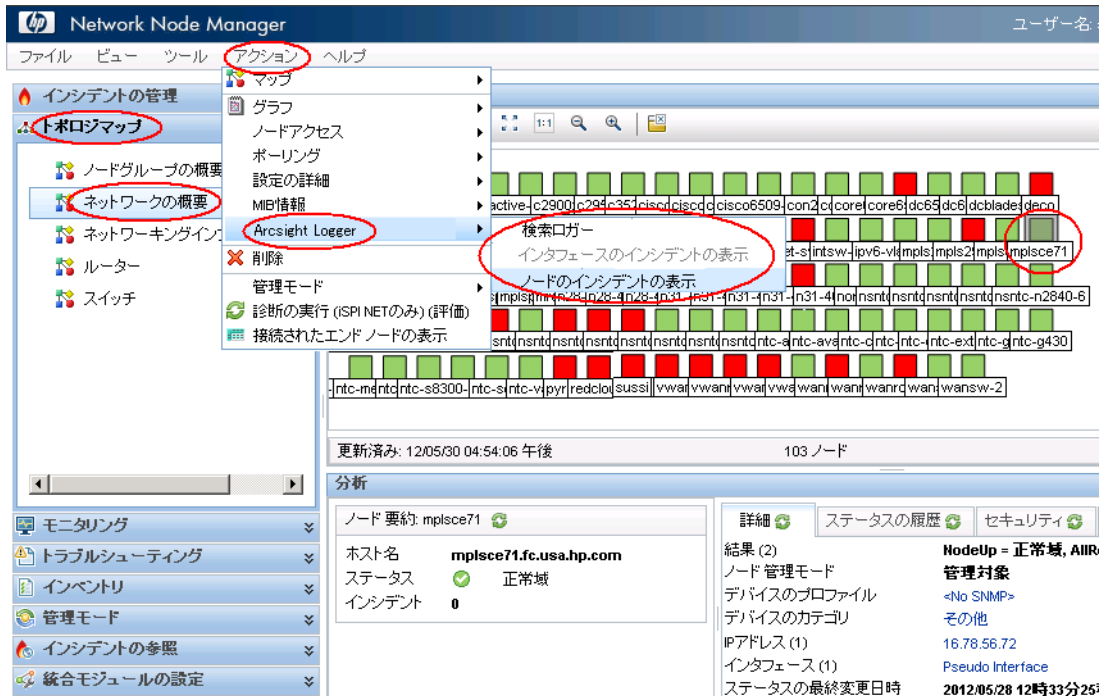 hp Network Node Manager
ユーザー名:
ファイル ビュー ツール アクション ヘルプ
インシデントの管理
トポロジマップ
ノードグループの概要
ネットワークの概要
ネットワーキングイン
ルーター
スイッチ
マップ
グラフ
ノードアクセス
ポーリング
設定の詳細
MIB情報
Arcsight Logger
削除
管理モード
診断の実行 (iSPI NETのみ) (評価)
接続されたエンド ノードの表示
検索ロガー
インタフェースのインシデントの表示
ノードのインシデントの表示
1:1
cisco6509- dcblades deco
intsw- ipv6-vl mpls mpls2 mpls mplsce71
nsntc-n2840-6
ntc-ext ntc-g ntc-g430
ntc-s8300- redclou sussi wansw-2
更新済み: 12/05/30 04:54:06 午後 103 ノード
分析
ノード 要約: mplsce71
ホスト名 mplsce71.fc.usa.hp.com
ステータス 正常域
インシデント 0
詳細 ステータスの履歴 セキュリティ
結果 (2) NodeUp = 正常域, AllR
ノード 管理モード 管理対象
デバイスのプロファイル <No SNMP>
デバイスのカテゴリ その他
IPアドレス (1) 16.78.56.72
インタフェース (1) Pseudo Interface
ステータスの最終変更日時 2012/05/28 12時33分25
モニタリング
トラブルシューティング
インベントリ
管理モード
インシデントの参照
統合モジュールの設定